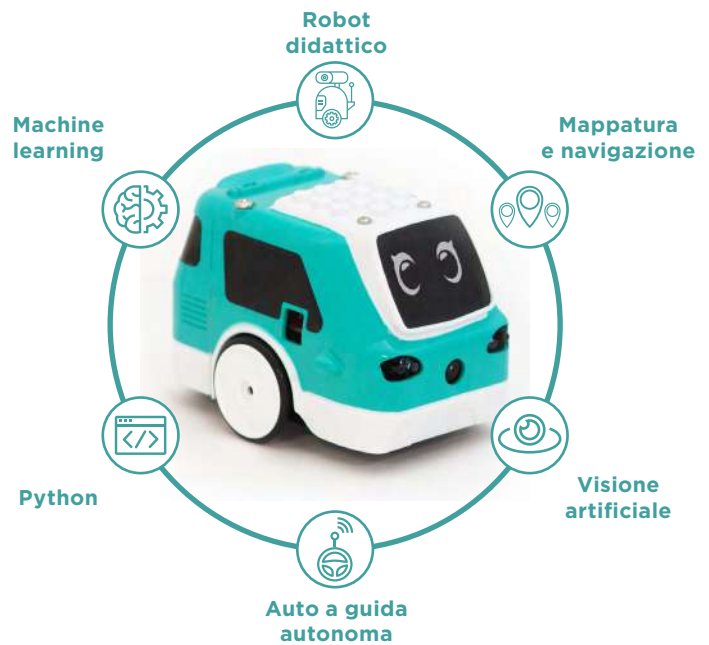 Robot
didattico
Mappatura
e navigazione
Visione
artificiale
Auto a guida
autonoma
Python
</>
Machine
learning